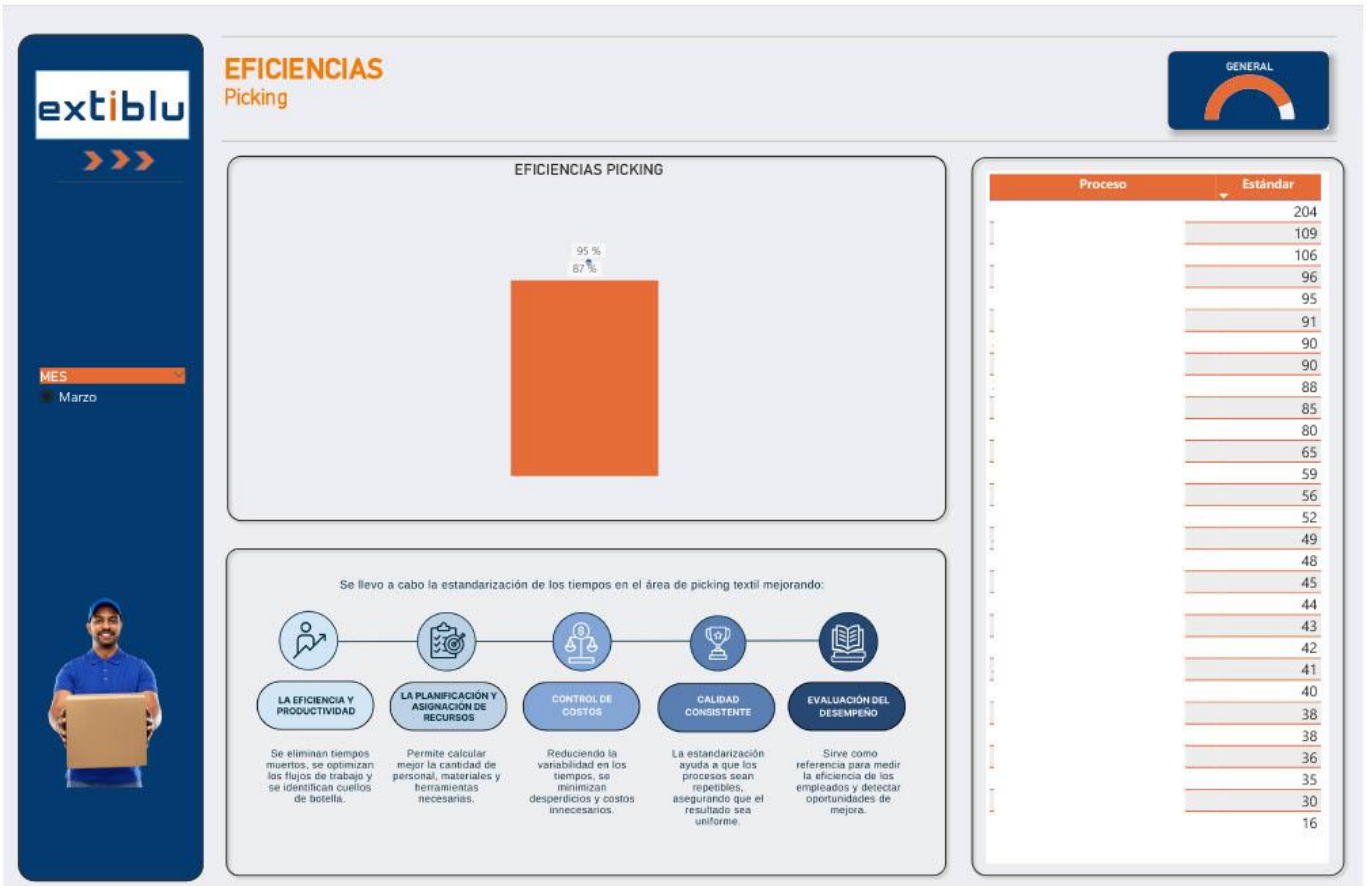 extiblu
MES
Marzo
EFICIENCIAS
Picking
GENERAL
EFICIENCIAS PICKING
95 %
87 %
Se llevo a cabo la estandarización de los tiempos en el área de picking textil mejorando:
LA EFICIENCIA Y
PRODUCTIVIDAD
Se eliminan tiempos
muertos, se optimizan
los flujos de trabajo y
se identifican cuellos
de botella.
LA PLANIFICACIÓN Y
ASIGNACIÓN DE
RECURSOS
Permite calcular
mejor la cantidad de
personal, materiales y
herramientas
necesarias.
CONTROL DE
COSTOS
Reduciendo la
variabilidad en los
tiempos, se
minimizan
desperdicios y costos
innecesarios.
CALIDAD
CONSISTENTE
La estandarización
ayuda a que los
procesos sean
repetibles,
asegurando que el
resultado sea
uniforme.
EVALUACIÓN DEL
DESEMPEÑO
Sirve como
referencia para medir
la eficiencia de los
empleados y detectar
oportunidades de
mejora.
Proceso Estándar
204
109
106
96
95
91
90
90
88
85
80
65
59
56
52
49
48
45
44
43
42
41
40
38
38
36
35
30
16